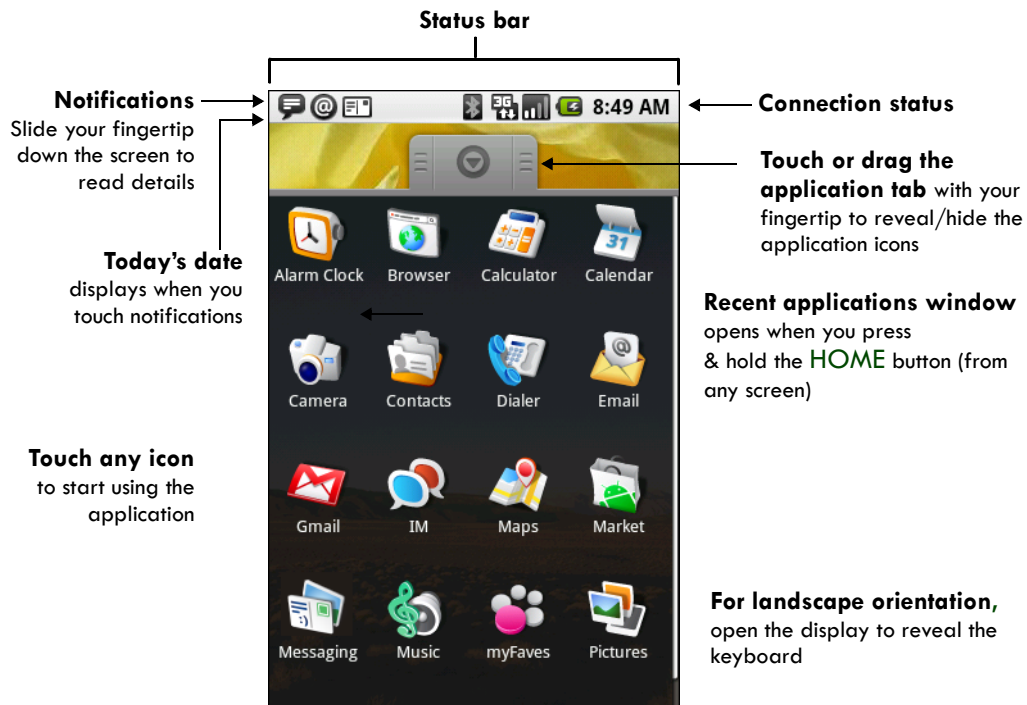 Status bar
Notifications
Slide your fingertip
down the screen to
read details
Today's date
displays when you
touch notifications
Touch any icon
to start using the
application
3G
8:49 AM
31
Alarm Clock Browser Calculator Calendar
@
Camera Contacts Dialer Email
Gmail IM Maps Market
:)
Messaging Music myFaves Pictures
Connection status
Touch or drag the
application tab with your
fingertip to reveal/hide the
application icons
Recent applications window
opens when you press
& hold the HOME button (from
any screen)
For landscape orientation,
open the display to reveal the
keyboard